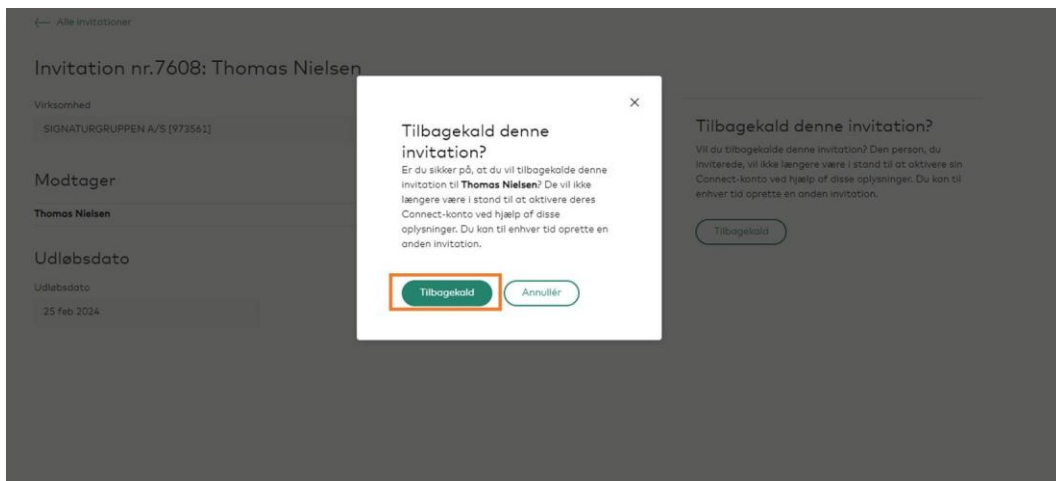 ← Alle invitationer
Invitation nr.7608: Thomas Nielsen
Virksomhed
SIGNATURGRUPPEN A/S [973561]
Modtager
Thomas Nielsen
Udløbsdato
Udløbsdato
25 feb 2024
×
Tilbagekald denne
invitation?
Er du sikker på, at du vil tilbagekalde denne
invitation til Thomas Nielsen? De vil ikke
længere være i stand til at aktivere deres
Connect-konto ved hjælp af disse
oplysninger. Du kan til enhver tid oprette en
anden invitation.
Tilbagekald
Annullér
Tilbagekald denne invitation?
Vil du tilbagekalde denne invitation? Den person, du
inviterede, vil ikke længere være i stand til at aktivere sin
Connect-konto ved hjælp af disse oplysninger. Du kan til
enhver tid oprette en anden invitation.
Tilbagekald